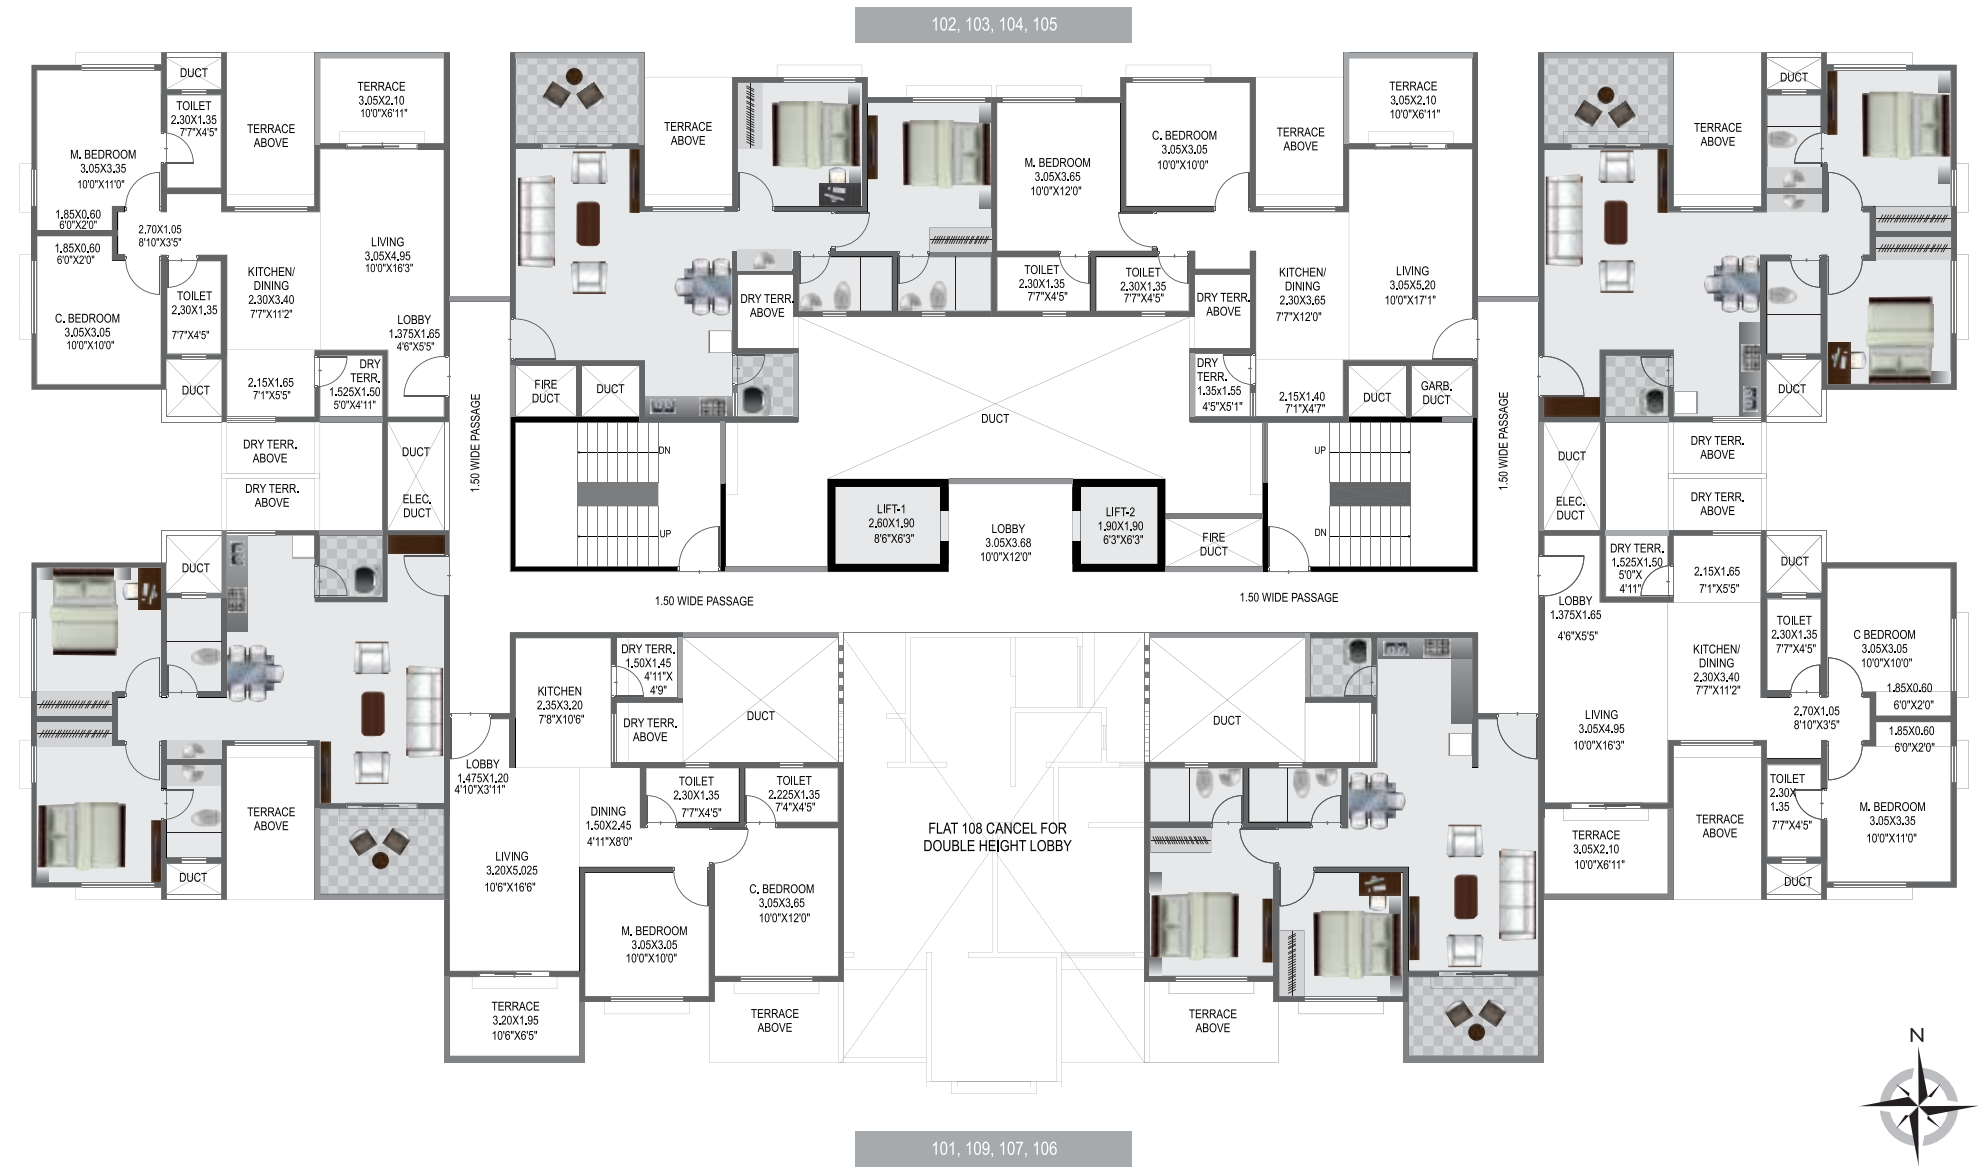 102, 103, 104, 105
DUCT
TOILET
2.30X1.35
7'7"X4'5"
TERRACE
ABOVE
TERRACE
3.05X2.10
10'0"X6'11"
M. BEDROOM
3.05X3.35
10'0"X11'0"
1.85X0.60
6'0"X2'0"
1.85X0.60
6'0"X2'0"
2.70X1.05
8'10"X3'5"
LIVING
3.05X4.95
10'0"X16'3"
KITCHEN/
DINING
2.30X3.40
7'7"X11'2"
TOILET
2.30X1.35
7'7"X4'5"
C. BEDROOM
3.05X3.05
10'0"X10'0"
LOBBY
1.375X1.65
4'6"X5'5"
DUCT
2.15X1.65
7'1"X5'5"
DRY
TERR.
1.525X1.50
5'0"X4'11"
DRY TERR.
ABOVE
DRY TERR.
ABOVE
DUCT
ELEC.
DUCT
1.50 WIDE PASSAGE
TERRACE
ABOVE
DRY TERR.
ABOVE
FIRE
DUCT
DUCT
M. BEDROOM
3.05X3.65
10'0"X12'0"
C. BEDROOM
3.05X3.05
10'0"X10'0"
TERRACE
ABOVE
TERRACE
3.05X2.10
10'0"X6'11"
TOILET
2.30X1.35
7'7"X4'5"
TOILET
2.30X1.35
7'7"X4'5"
KITCHEN/
DINING
2.30X3.65
7'7"X12'0"
LIVING
3.05X5.20
10'0"X17'1"
DRY TERR.
ABOVE
DRY
TERR.
1.35X1.55
4'5"X5'1"
2.15X1.40
7'1"X4'7"
DUCT
GARB.
DUCT
DUCT
DN
UP
UP
DN
LIFT-1
2.60X1.90
8'6"X6'3"
LOBBY
3.05X3.68
10'0"X12'0"
LIFT-2
1.90X1.90
6'3"X6'3"
FIRE
DUCT
1.50 WIDE PASSAGE
1.50 WIDE PASSAGE
1.50 WIDE PASSAGE
TERRACE
ABOVE
DUCT
DUCT
DUCT
ELEC.
DUCT
DRY TERR.
ABOVE
DRY TERR.
ABOVE
DUCT
TERRACE
ABOVE
DUCT
KITCHEN
2.35X3.20
7'8"X10'6"
DRY TERR.
1.50X1.45
4'11"X
4'9"
DRY TERR.
ABOVE
DUCT
LOBBY
1.475X1.20
4'10"X3'11"
TOILET
2.30X1.35
7'7"X4'5"
TOILET
2.225X1.35
7'4"X4'5"
DINING
1.50X2.45
4'11"X8'0"
LIVING
3.20X5.025
10'6"X16'6"
C. BEDROOM
3.05X3.65
10'0"X12'0"
M. BEDROOM
3.05X3.05
10'0"X10'0"
TERRACE
3.20X1.95
10'6"X6'5"
TERRACE
ABOVE
FLAT 108 CANCEL FOR
DOUBLE HEIGHT LOBBY
DUCT
TERRACE
ABOVE
DRY TERR.
1.525X1.50
5'0"X
4'11"
2.15X1.65
7'1"X5'5"
DUCT
LOBBY
1.375X1.65
4'6"X5'5"
TOILET
2.30X1.35
7'7"X4'5"
C BEDROOM
3.05X3.05
10'0"X10'0"
KITCHEN/
DINING
2.30X3.40
7'7"X11'2"
1.85X0.60
6'0"X2'0"
2.70X1.05
8'10"X3'5"
LIVING
3.05X4.95
10'0"X16'3"
1.85X0.60
6'0"X2'0"
TOILET
2.30X
1.35
7'7"X4'5"
M. BEDROOM
3.05X3.35
10'0"X11'0"
TERRACE
3.05X2.10
10'0"X6'11"
TERRACE
ABOVE
DUCT
N
101, 109, 107, 106